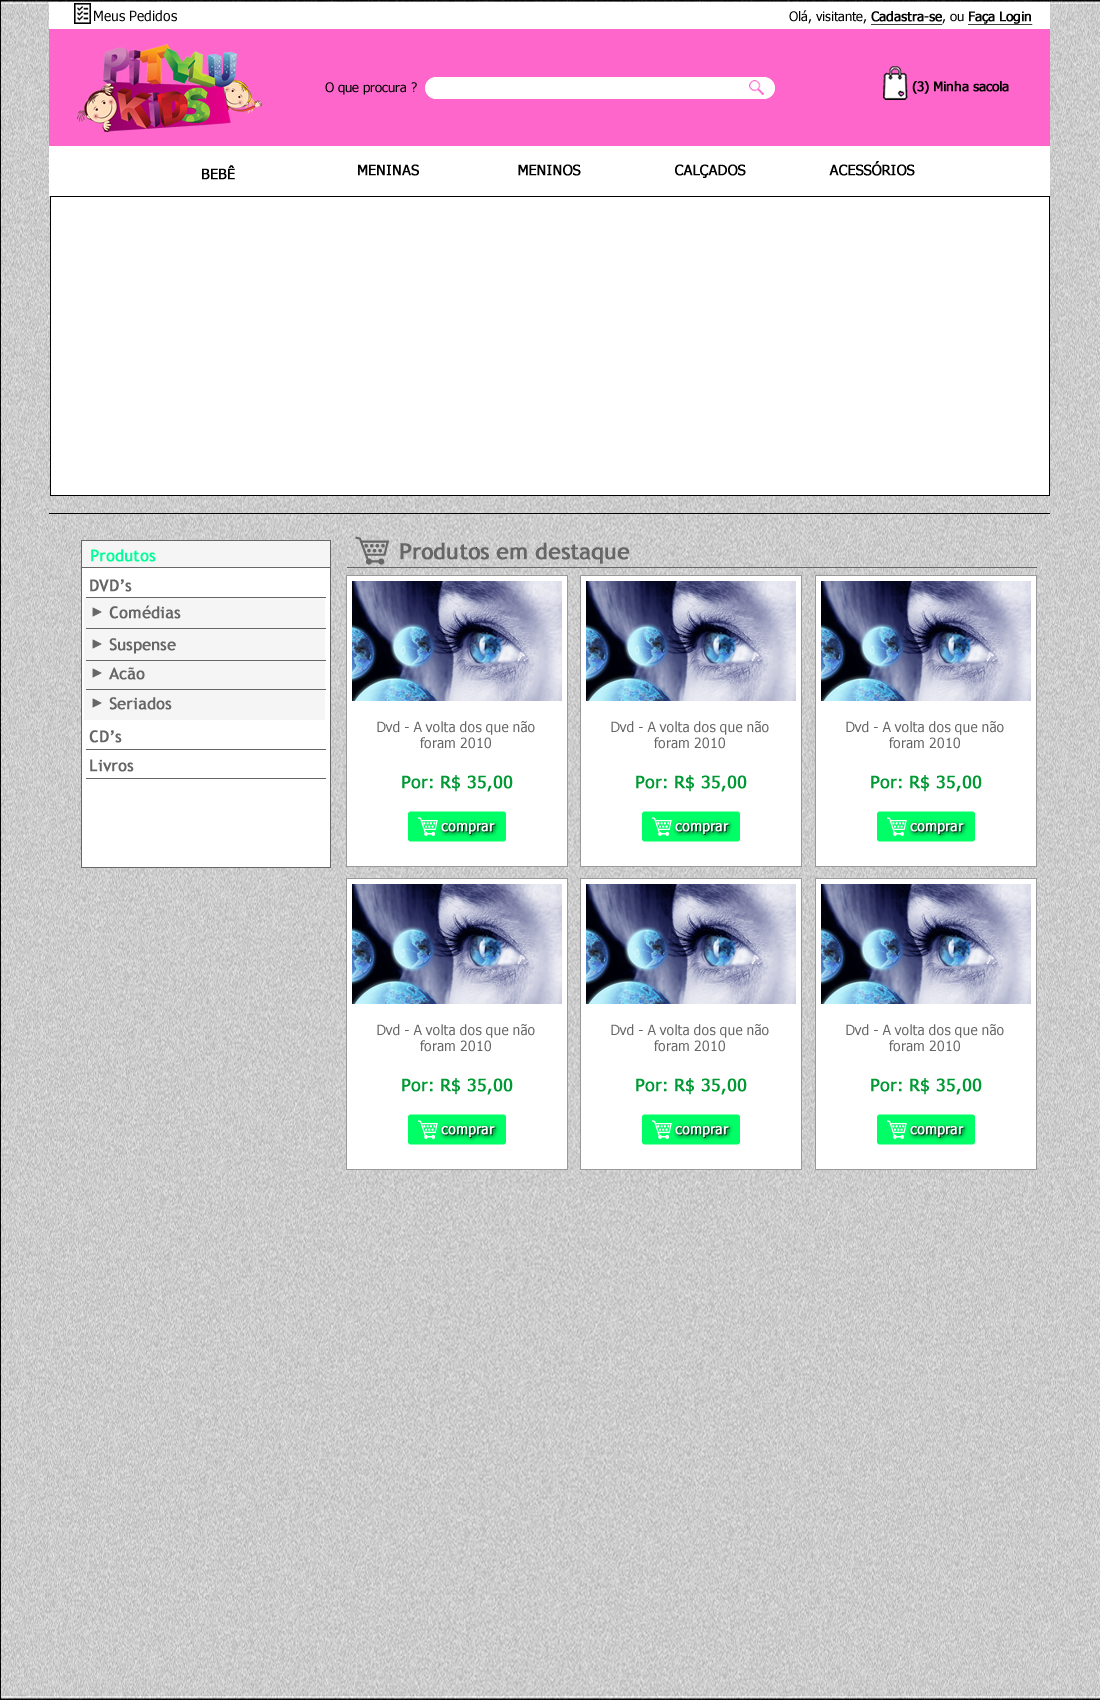 Meus Pedidos
Olá, visitante, Cadastra-se, ou Faça Login
PITYLU
KIDS
O que procura ?
(3) Minha sacola
BEBÊ
MENINAS
MENINOS
CALÇADOS
ACESSÓRIOS
Produtos
DVD's
Comédias
Suspense
Acão
Seriados
CD's
Livros
Produtos em destaque
Dvd - A volta dos que não
foram 2010
Por: R$ 35,00
comprar
Dvd - A volta dos que não
foram 2010
Por: R$ 35,00
comprar
Dvd - A volta dos que não
foram 2010
Por: R$ 35,00
comprar
Dvd - A volta dos que não
foram 2010
Por: R$ 35,00
comprar
Dvd - A volta dos que não
foram 2010
Por: R$ 35,00
comprar
Dvd - A volta dos que não
foram 2010
Por: R$ 35,00
comprar